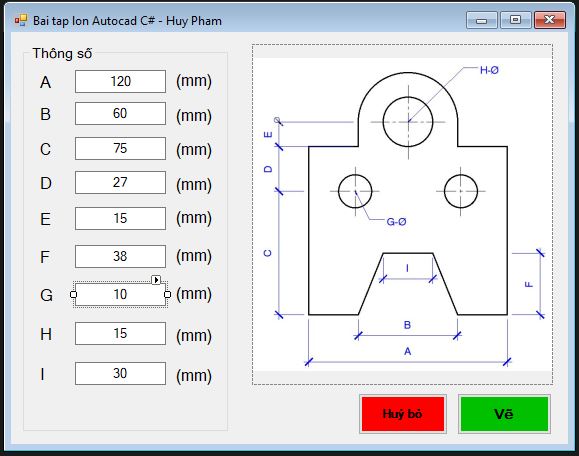 Bai tap lon Autocad C# - Huy Pham
Thông số
A 120 (mm)
B 60 (mm)
C 75 (mm)
D 27 (mm)
E 15 (mm)
F 38 (mm)
G 10 (mm)
H 15 (mm)
I 30 (mm)
H-Ø
E
D
G-Ø
C
I
F
B
A
Huỷ bỏ
Vẽ